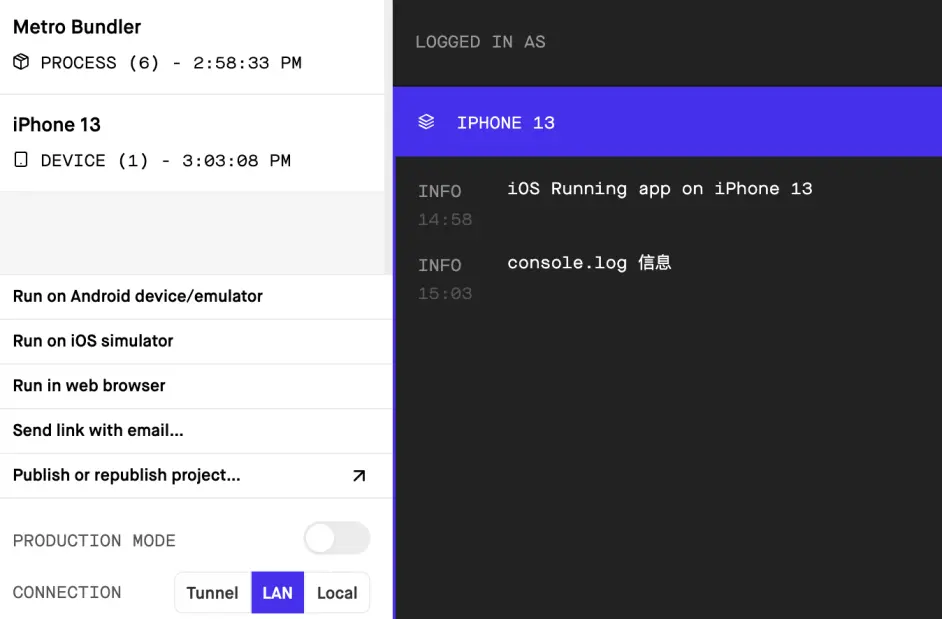 Metro Bundler
PROCESS (6) - 2:58:33 PM
iPhone 13
DEVICE (1) - 3:03:08 PM
Run on Android device/emulator
Run on iOS simulator
Run in web browser
Send link with email...
Publish or republish project...
PRODUCTION MODE
CONNECTION Tunnel LAN Local
LOGGED IN AS
IPHONE 13
INFO iOS Running app on iPhone 13
14:58
INFO console.log 信息
15:03